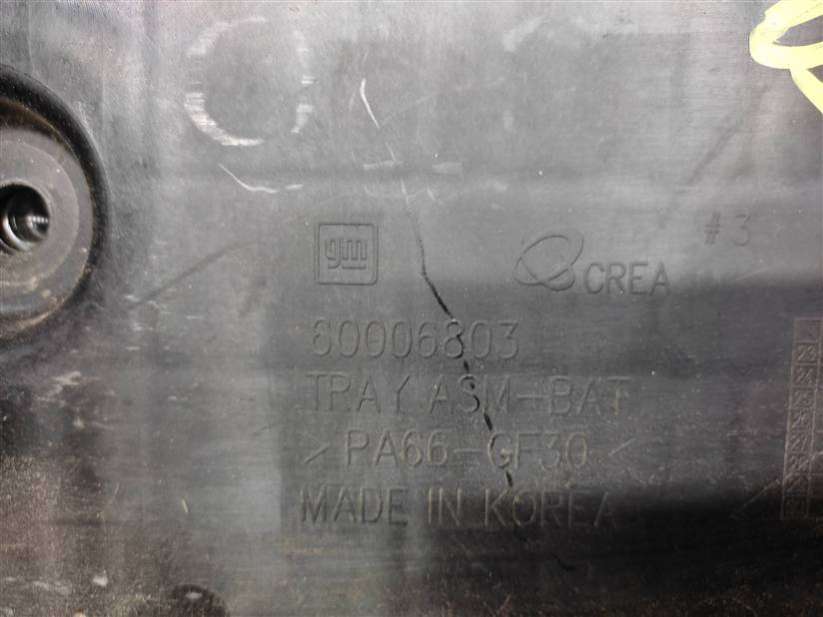 gm CREA #3
60006803
TRAY ASM-BAT
>PA66-GF30<
MADE IN KOREA